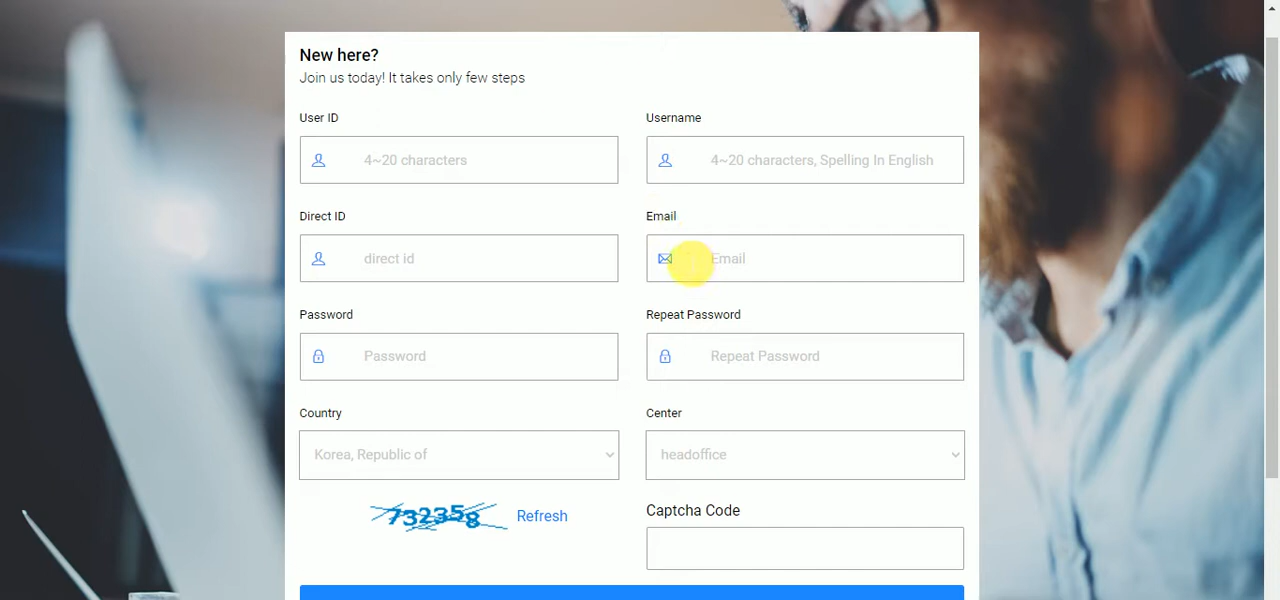 New here?
Join us today! It takes only few steps
User ID
Username
4~20 characters
4~20 characters, Spelling In English
Direct ID
Email
direct id
Email
Password
Repeat Password
Password
Repeat Password
Country
Center
Korea, Republic of
headoffice
732358
Refresh
Captcha Code